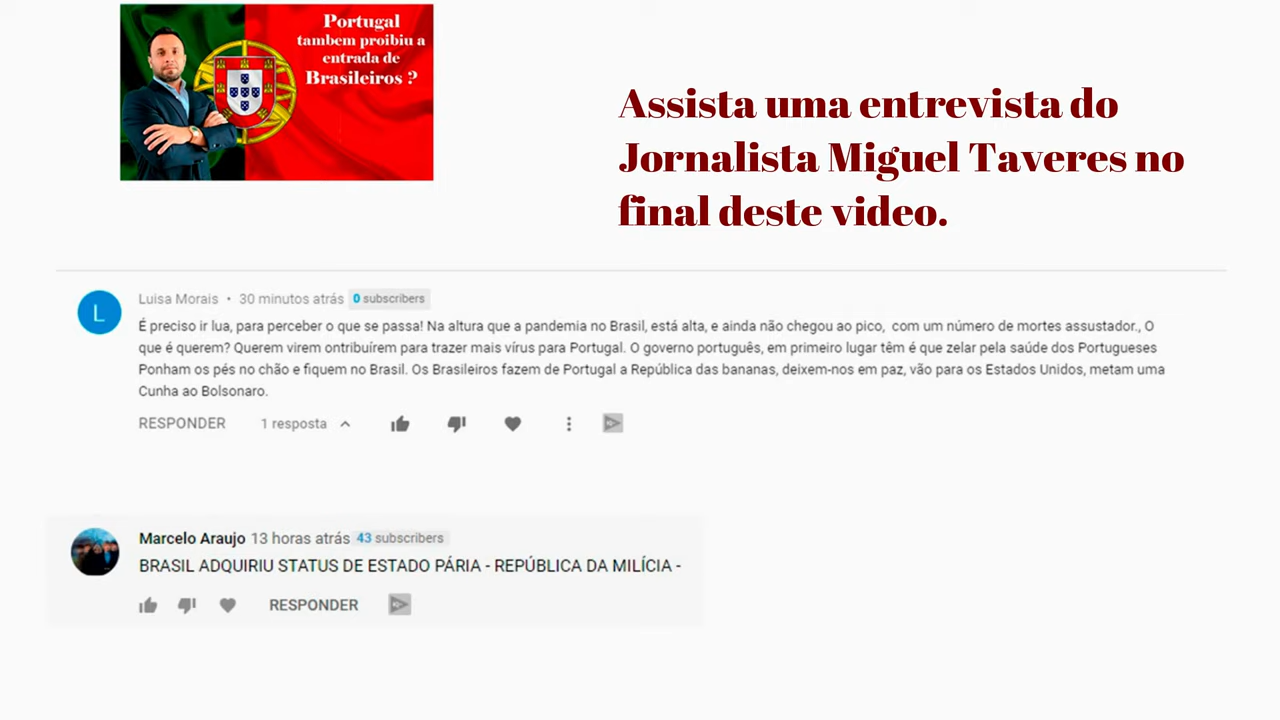 Portugal
tambem proibiu a
entrada de
Brasileiros ?
Assista uma entrevista do
Jornalista Miguel Taveres no
final deste video.
L
Luisa Morais • 30 minutos atrás 0 subscribers
É preciso ir lua, para perceber o que se passa! Na altura que a pandemia no Brasil, está alta, e ainda não chegou ao pico, com um número de mortes assustador., O
que é querem? Querem virem ontribuírem para trazer mais vírus para Portugal. O governo português, em primeiro lugar têm é que zelar pela saúde dos Portugueses
Ponham os pés no chão e fiquem no Brasil. Os Brasileiros fazem de Portugal a República das bananas, deixem-nos em paz, vão para os Estados Unidos, metam uma
Cunha ao Bolsonaro.
RESPONDER 1 resposta
Marcelo Araujo 13 horas atrás 43 subscribers
BRASIL ADQUIRIU STATUS DE ESTADO PÁRIA - REPÚBLICA DA MILÍCIA -
RESPONDER